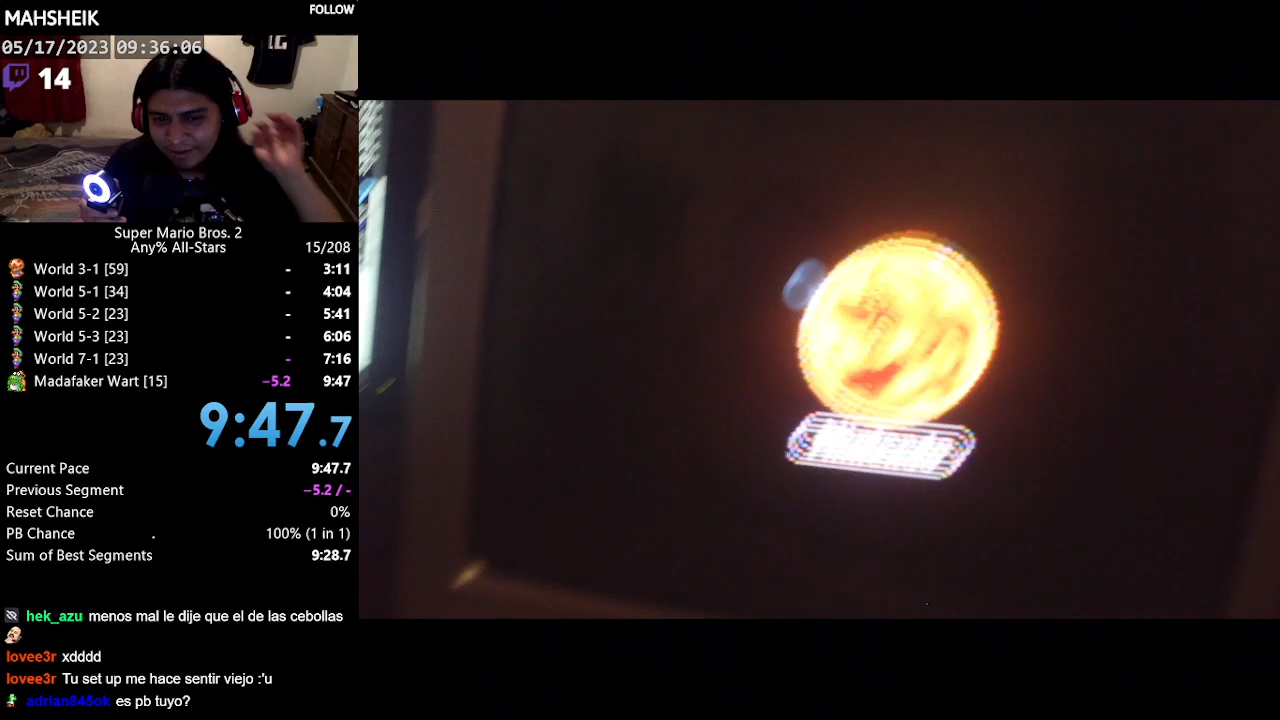 MAHSHEIK
FOLLOW
05/17/2023 09:36:06
14
Super Mario Bros. 2
Any% All-Stars 15/208
World 3-1 [59] - 3:11
World 5-1 [34] - 4:04
World 5-2 [23] - 5:41
World 5-3 [23] - 6:06
World 7-1 [23] - 7:16
Madafaker Wart [15] −5.2 9:47
9:47.7
Current Pace 9:47.7
Previous Segment −5.2 / -
Reset Chance 0%
PB Chance . 100% (1 in 1)
Sum of Best Segments 9:28.7
hek_azu menos mal le dije que el de las cebollas
lovee3r xdddd
lovee3r Tu set up me hace sentir viejo :'u
adrian645ok es pb tuyo?